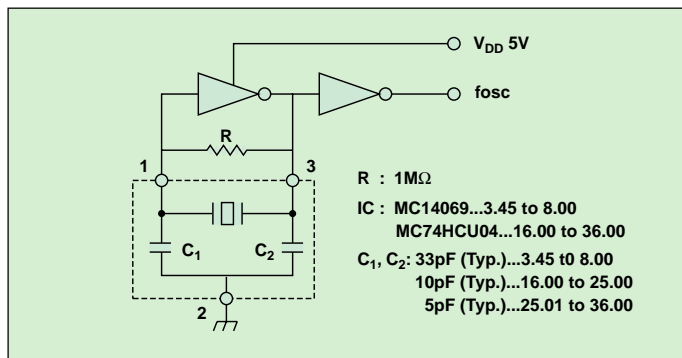 V_DD 5V
fosc
R
1
3
R : 1MΩ
IC : MC14069...3.45 to 8.00
MC74HCU04...16.00 to 36.00
C₁
C₂
C₁, C₂: 33pF (Typ.)...3.45 to 8.00
10pF (Typ.)...16.00 to 25.00
5pF (Typ.)...25.01 to 36.00
2